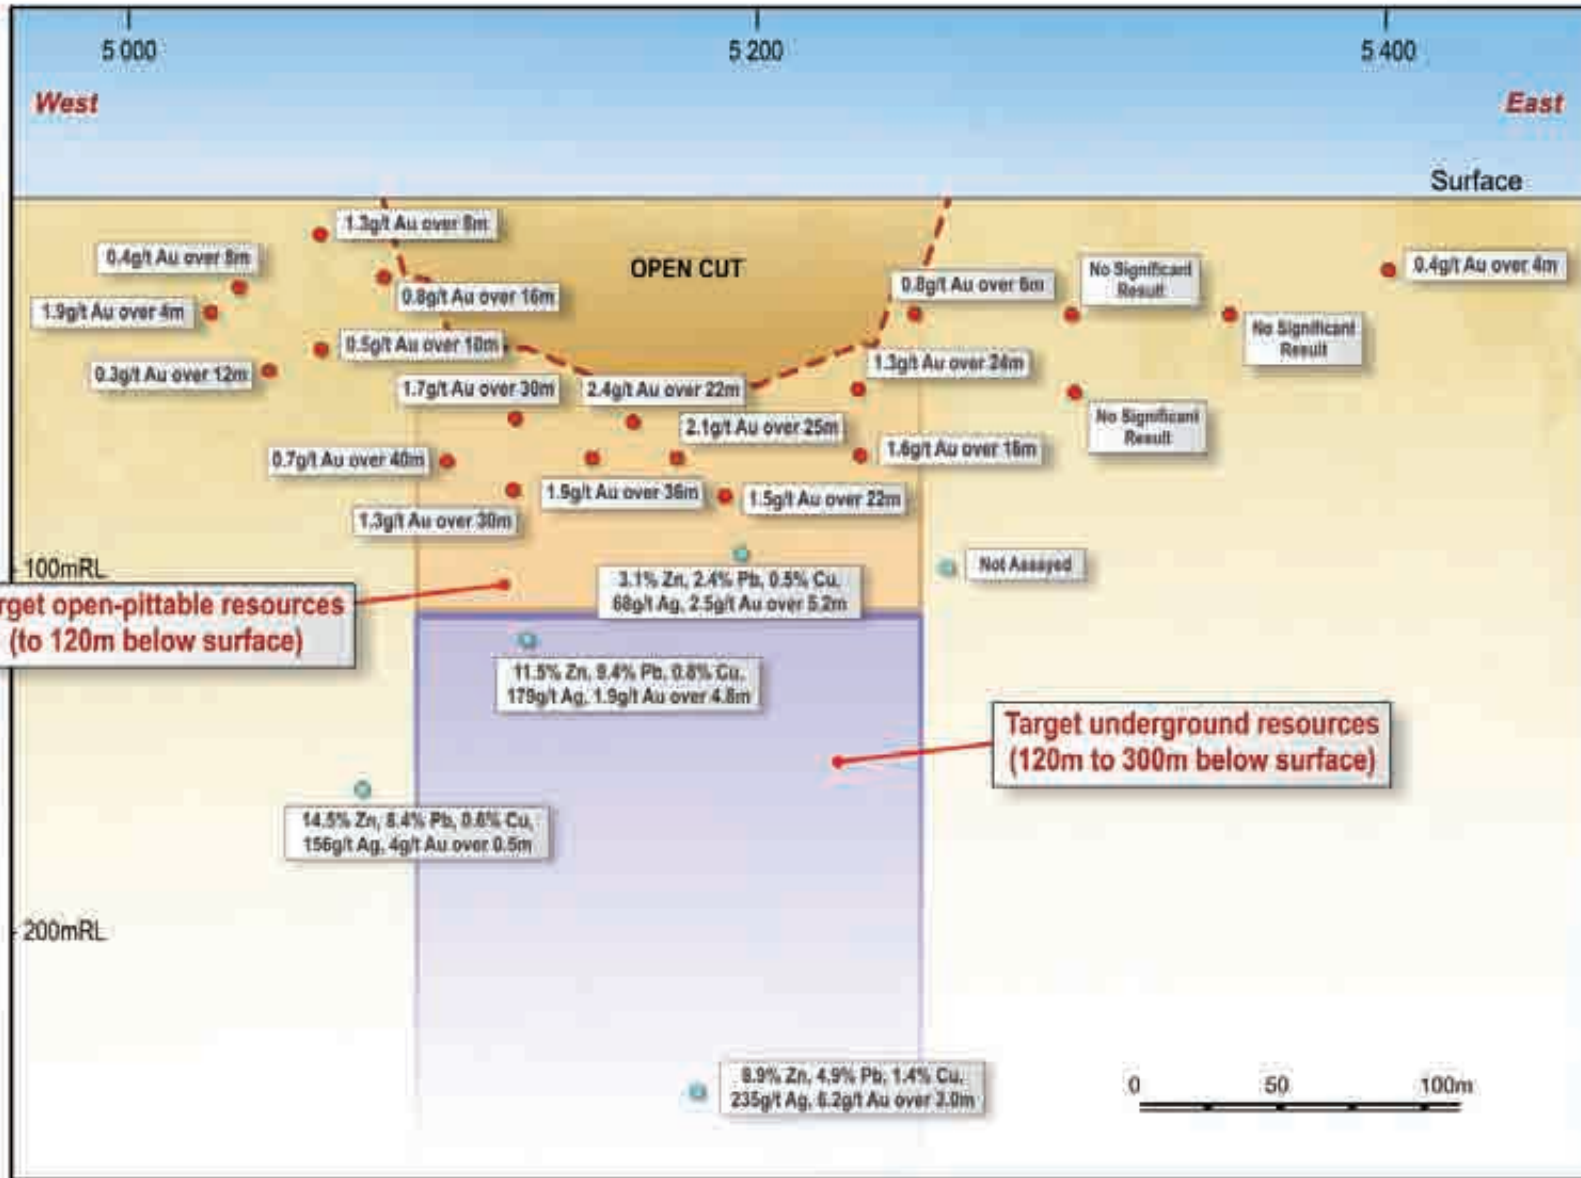 5 000
5 200
5 400
West
East
Surface
1.3g/t Au over 8m
OPEN CUT
0.4g/t Au over 8m
0.8g/t Au over 16m
0.8g/t Au over 6m
No Significant
Result
0.4g/t Au over 4m
1.9g/t Au over 4m
No Significant
Result
0.5g/t Au over 10m
0.3g/t Au over 12m
1.3g/t Au over 24m
1.7g/t Au over 30m
2.4g/t Au over 22m
2.1g/t Au over 25m
No Significant
Result
0.7g/t Au over 40m
1.6g/t Au over 18m
1.9g/t Au over 36m
1.5g/t Au over 22m
1.3g/t Au over 30m
100mRL
Not Assayed
3.1% Zn, 2.4% Pb, 0.5% Cu,
68g/t Ag, 2.5g/t Au over 5.2m
rget open-pittable resources
(to 120m below surface)
11.5% Zn, 9.4% Pb, 0.8% Cu,
179g/t Ag, 1.9g/t Au over 4.8m
Target underground resources
(120m to 300m below surface)
14.5% Zn, 8.4% Pb, 0.6% Cu,
156g/t Ag, 4g/t Au over 0.5m
200mRL
8.9% Zn, 4.9% Pb, 1.4% Cu,
235g/t Ag, 6.2g/t Au over 3.0m
0 50 100m